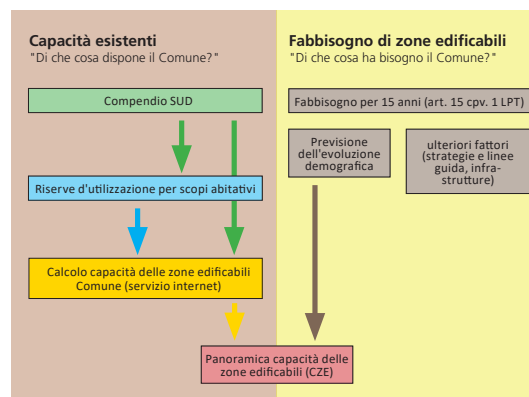 Capacità esistenti
"Di che cosa dispone il Comune?"
Compendio SUD
Riserve d'utilizzazione per scopi abitativi
Calcolo capacità delle zone edificabili
Comune (servizio internet)
Fabbisogno di zone edificabili
"Di che cosa ha bisogno il Comune?"
Fabbisogno per 15 anni (art. 15 cpv. 1 LPT)
Previsione
dell'evoluzione
demografica
ulteriori fattori
(strategie e linee
guida, infra-
strutture)
Panoramica capacità delle
zone edificabili (CZE)